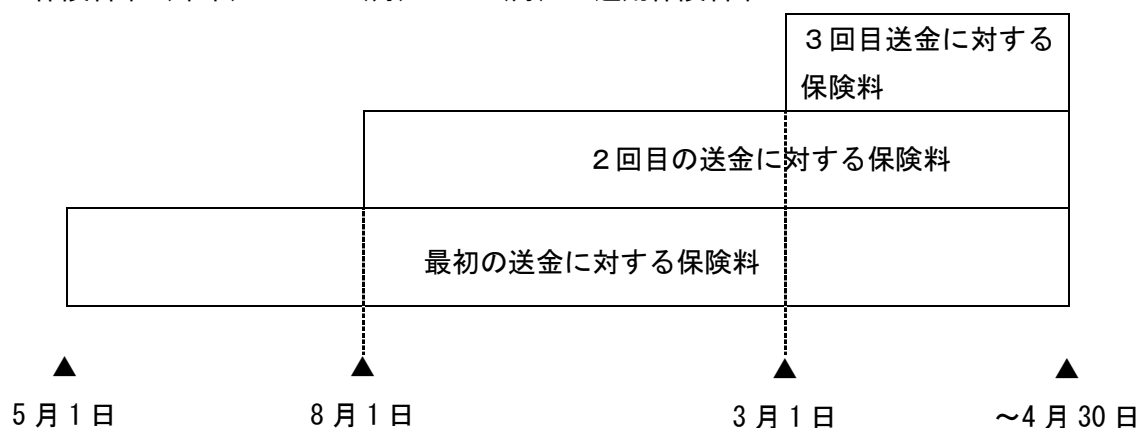 ３回目送金に対する
保険料
２回目の送金に対する保険料
最初の送金に対する保険料
▲ ▲ ▲ ▲
5月1日 8月1日 3月1日 ～4月30日